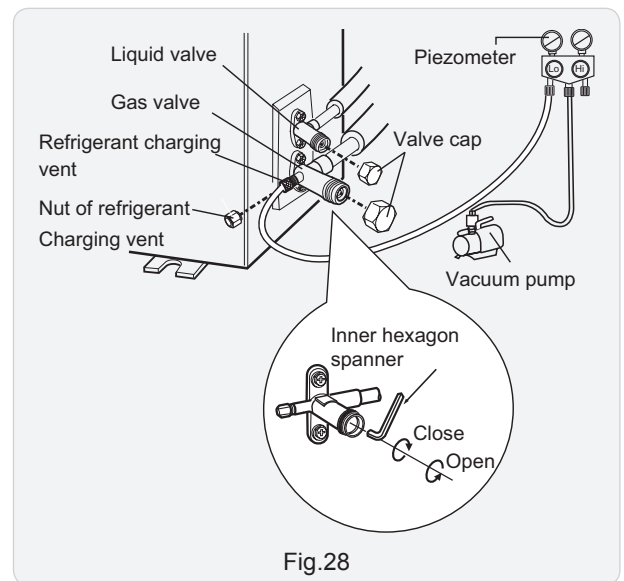 Liquid valve
Gas valve
Refrigerant charging
vent
Nut of refrigerant
Charging vent
Piezometer
Lo
Hi
Valve cap
Vacuum pump
Inner hexagon
spanner
Close
Open
Fig.28